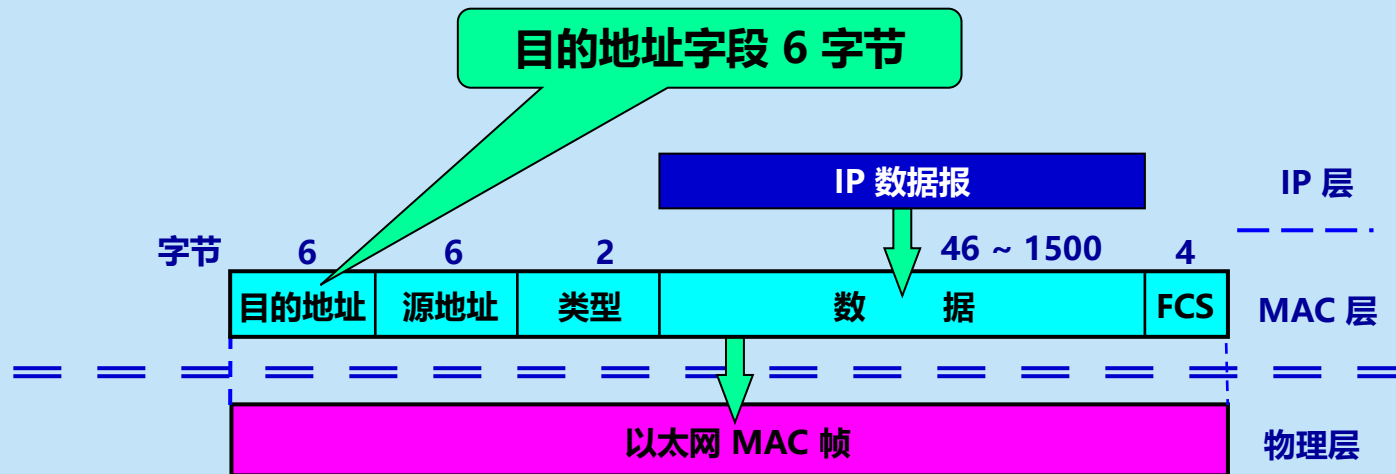 目的地址字段 6 字节
IP 数据报
IP 层
字节 6 6 2 46 ~ 1500 4
目的地址 源地址 类型 数 据 FCS
MAC 层
以太网 MAC 帧
物理层